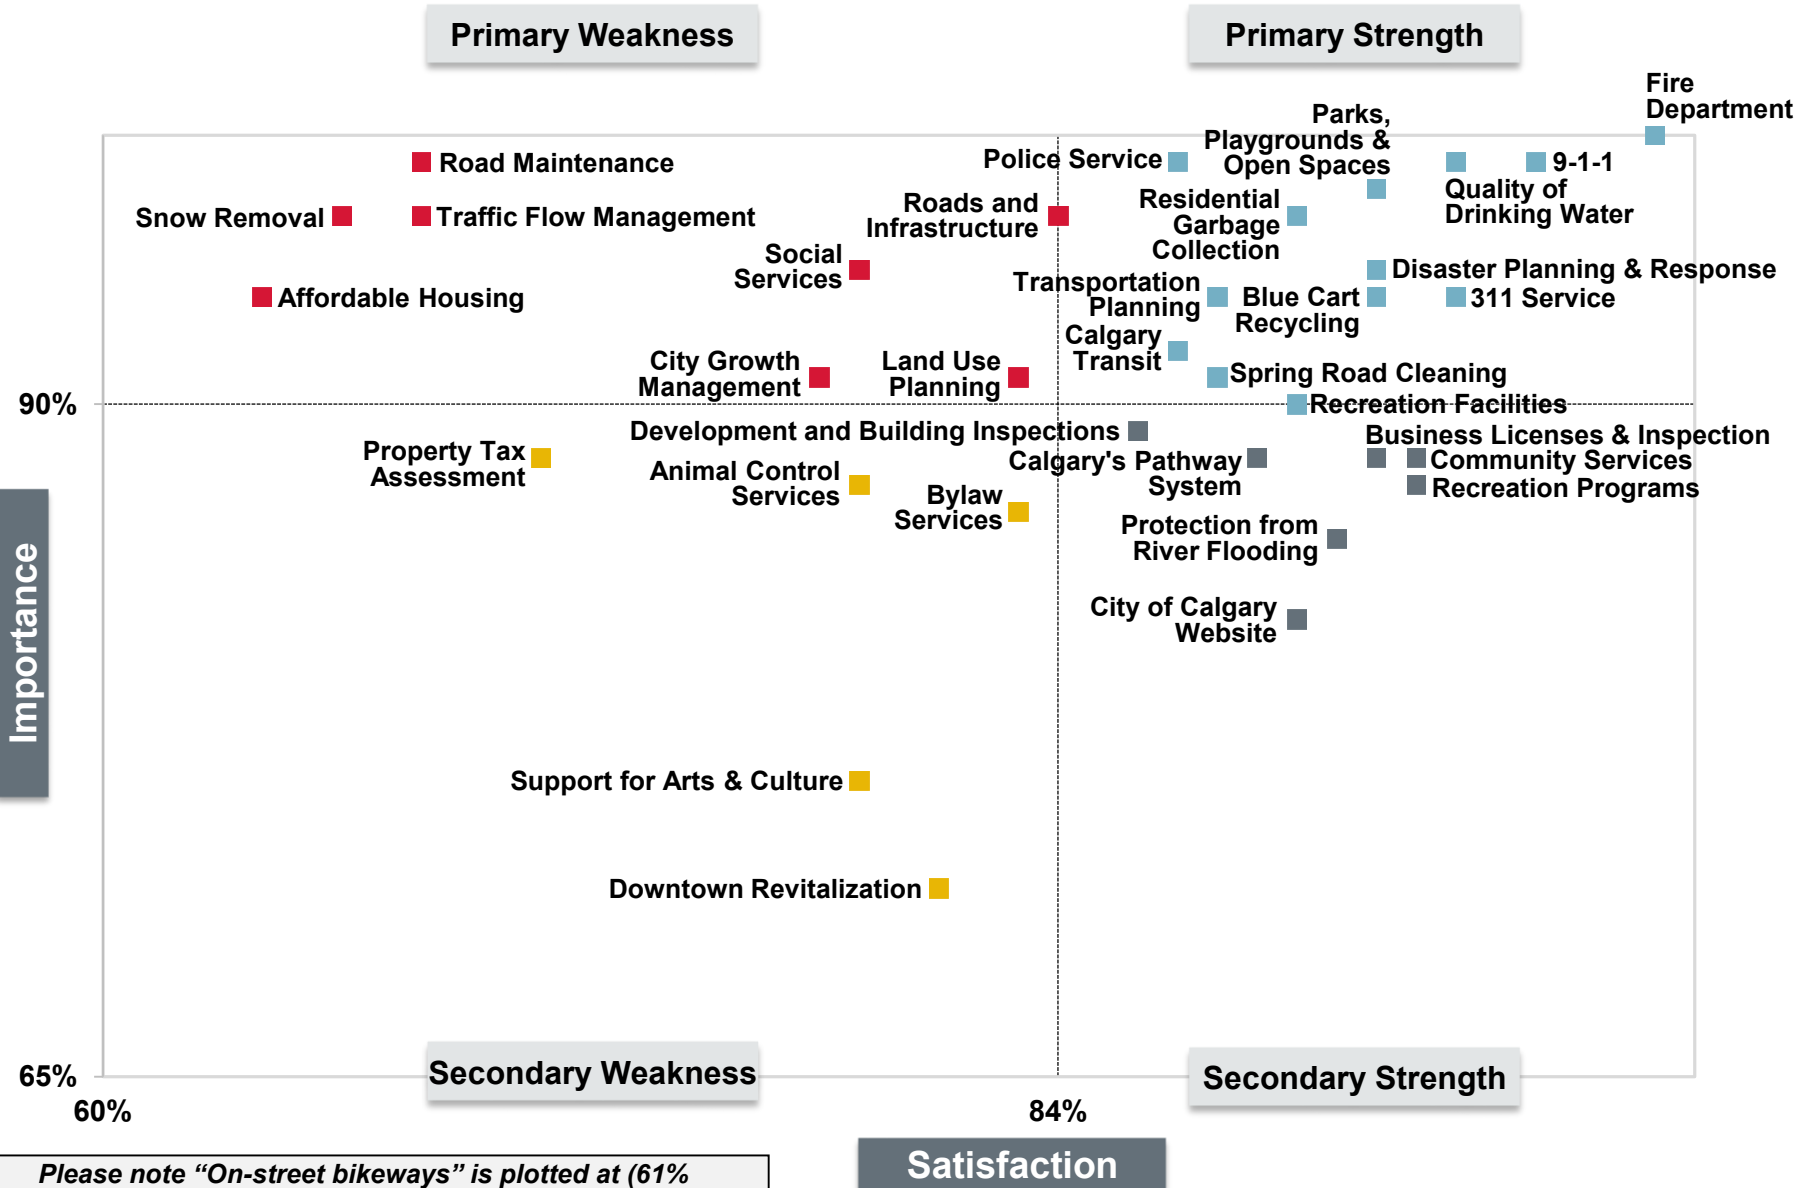 Primary Weakness
Primary Strength
Fire
Department
Parks,
Playgrounds &
Open Spaces
Police Service
9-1-1
Quality of
Drinking Water
Road Maintenance
Snow Removal
Traffic Flow Management
Roads and
Infrastructure
Residential
Garbage
Collection
Social
Services
Disaster Planning & Response
Transportation
Planning
Blue Cart
Recycling
311 Service
Affordable Housing
Calgary
Transit
City Growth
Management
Land Use
Planning
Spring Road Cleaning
90%
Recreation Facilities
Development and Building Inspections
Business Licenses & Inspection
Property Tax
Assessment
Animal Control
Services
Calgary's Pathway
System
Community Services
Recreation Programs
Bylaw
Services
Protection from
River Flooding
Importance
City of Calgary
Website
Support for Arts & Culture
Downtown Revitalization
Secondary Weakness
Secondary Strength
65%
60%
84%
Satisfaction
Please note “On-street bikeways” is plotted at (61%